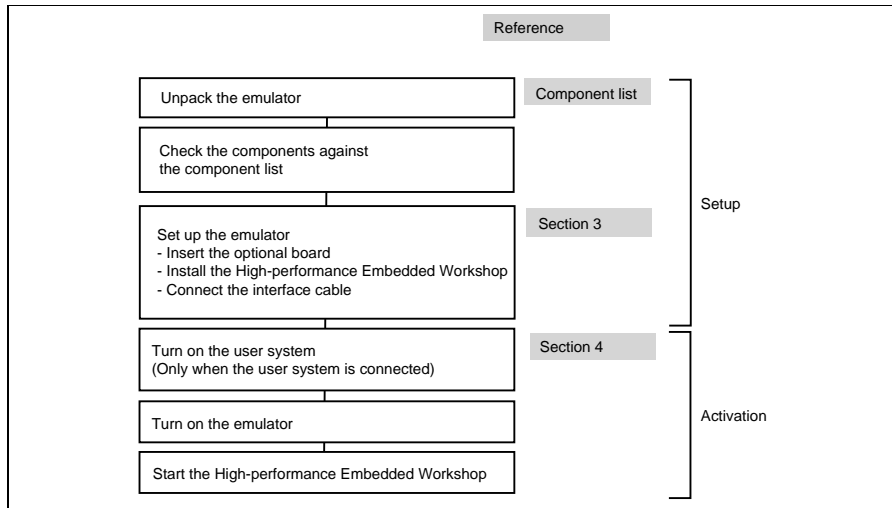 Reference
Unpack the emulator
Component list
Check the components against
the component list
Setup
Set up the emulator
- Insert the optional board
- Install the High-performance Embedded Workshop
- Connect the interface cable
Section 3
Turn on the user system
(Only when the user system is connected)
Section 4
Turn on the emulator
Activation
Start the High-performance Embedded Workshop